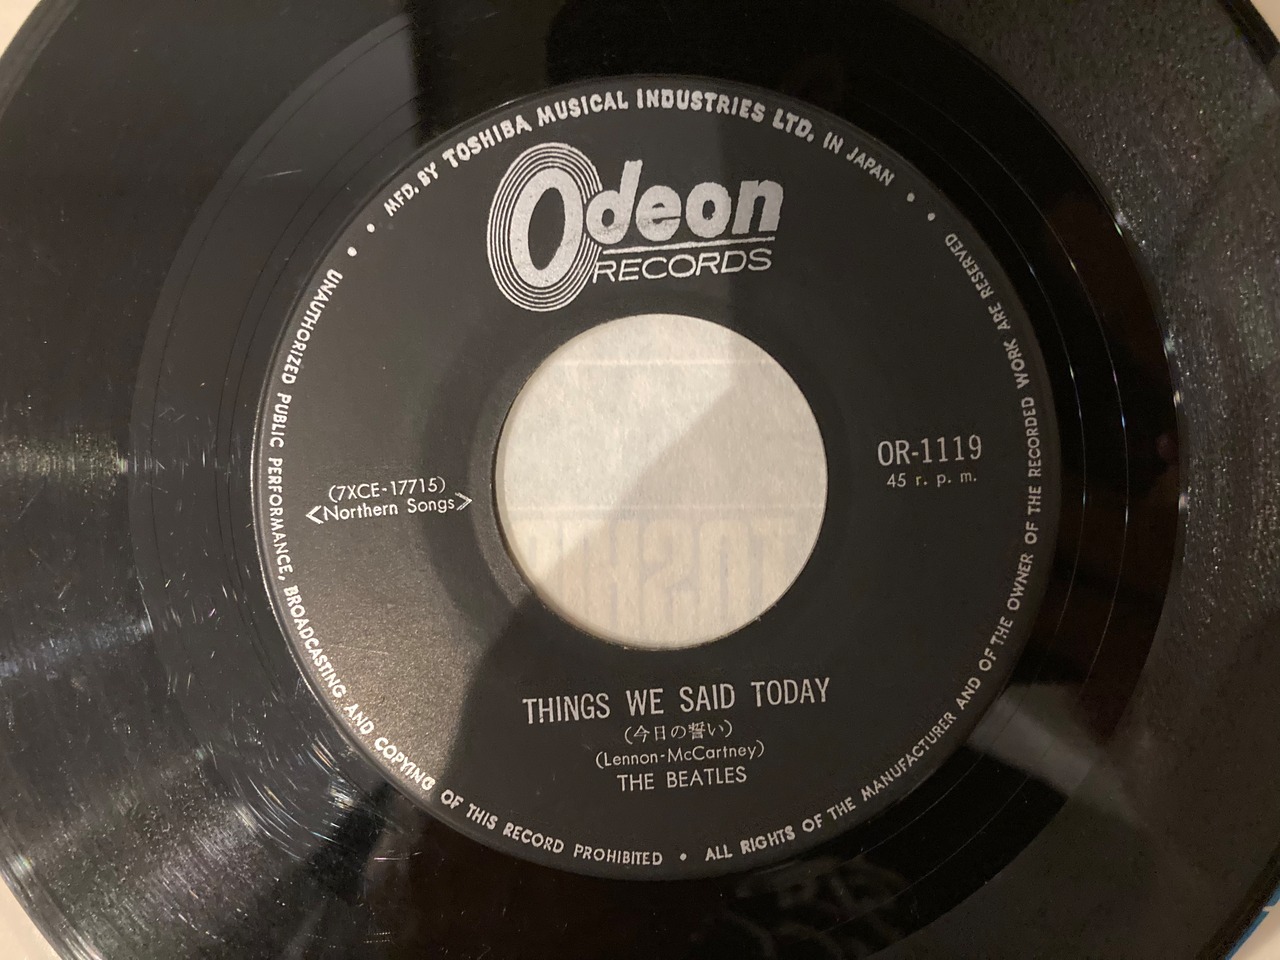 MFD. BY TOSHIBA MUSICAL INDUSTRIES LTD. IN JAPAN
Odeon
RECORDS
OR-1119
45 r. p. m.
(7XCE-17715)
<Northern Songs>
THINGS WE SAID TODAY
(今日の誓い)
(Lennon-McCartney)
THE BEATLES
UNAUTHORIZED PUBLIC PERFORMANCE, BROADCASTING AND COPYING OF THIS RECORD PROHIBITED • ALL RIGHTS OF THE MANUFACTURER AND OF THE OWNER OF THE RECORDED WORK ARE RESERVED